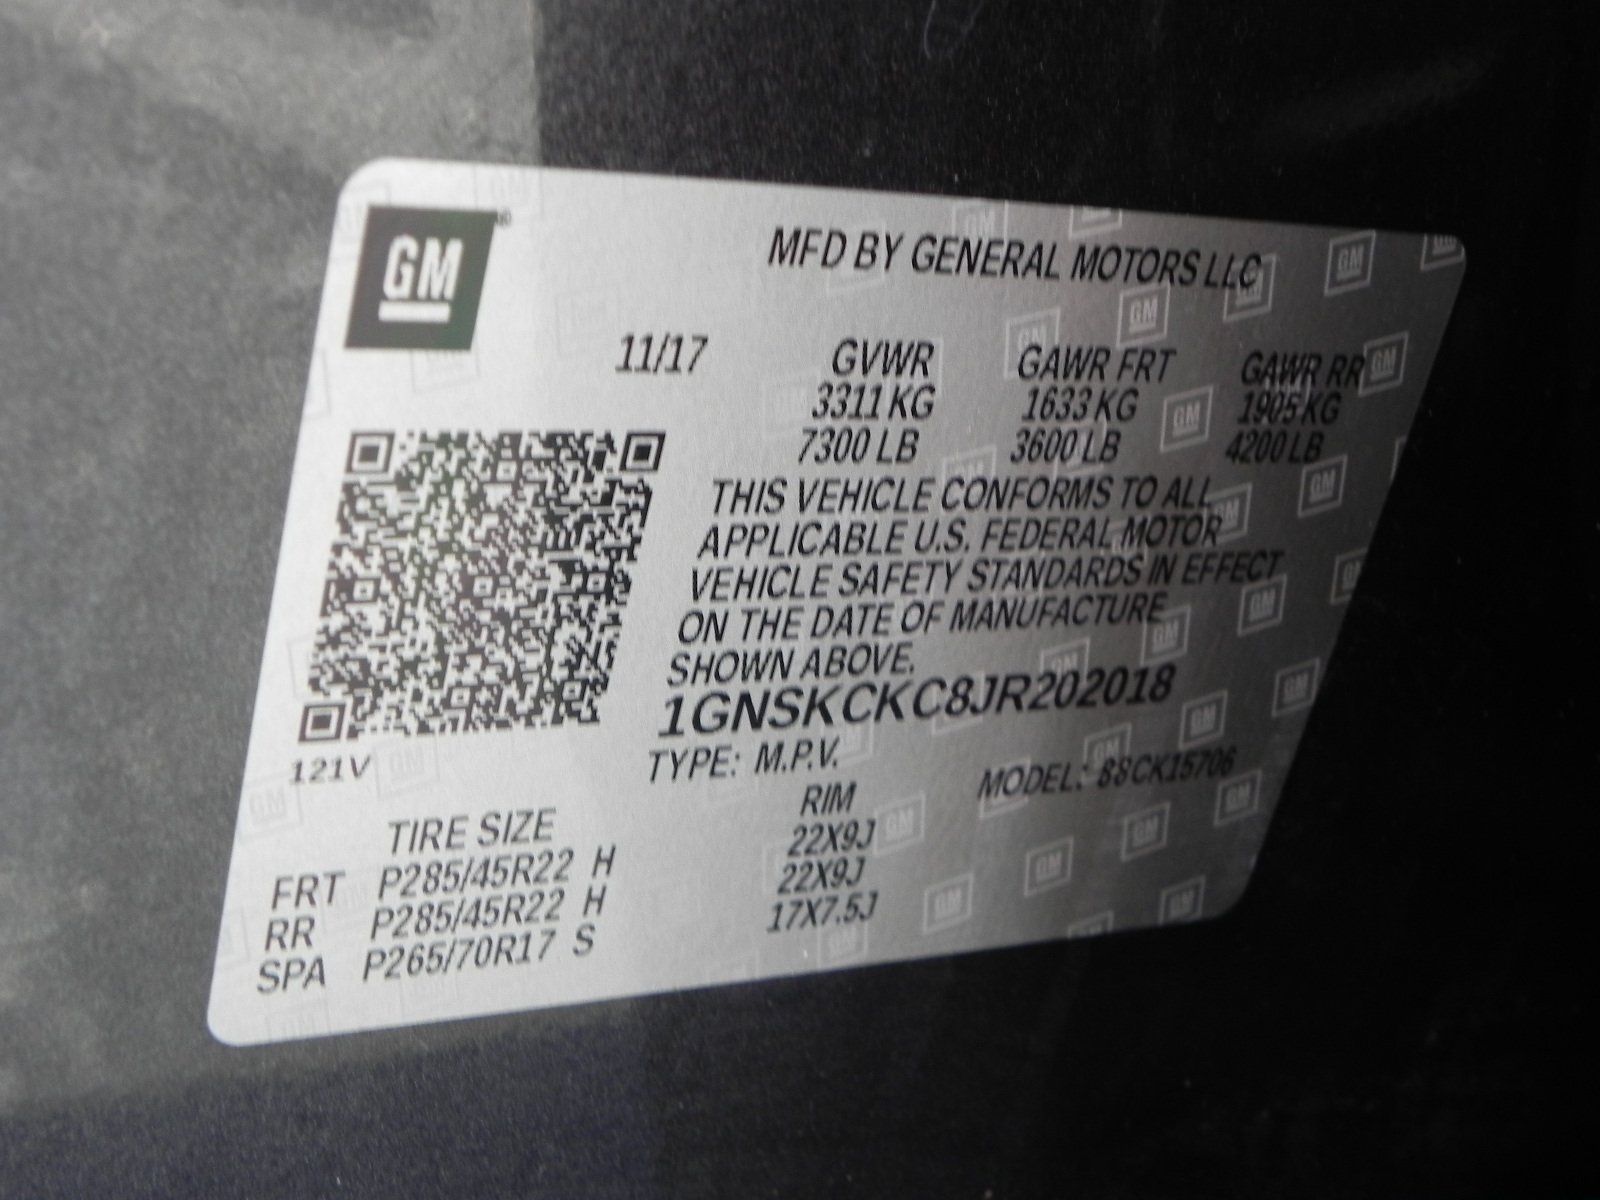 GM
MFD BY GENERAL MOTORS LLC
11/17 GVWR GAWR FRT GAWR RR
3311 KG 1633 KG 1905 KG
7300 LB 3600 LB 4200 LB
THIS VEHICLE CONFORMS TO ALL
APPLICABLE U.S. FEDERAL MOTOR
VEHICLE SAFETY STANDARDS IN EFFECT
ON THE DATE OF MANUFACTURE
SHOWN ABOVE.
1GNSKCKC8JR202018
121V
TYPE: M.P.V. MODEL: 88CK15706
TIRE SIZE RIM
FRT P285/45R22 H 22X9J
RR P285/45R22 H 22X9J
SPA P265/70R17 S 17X7.5J